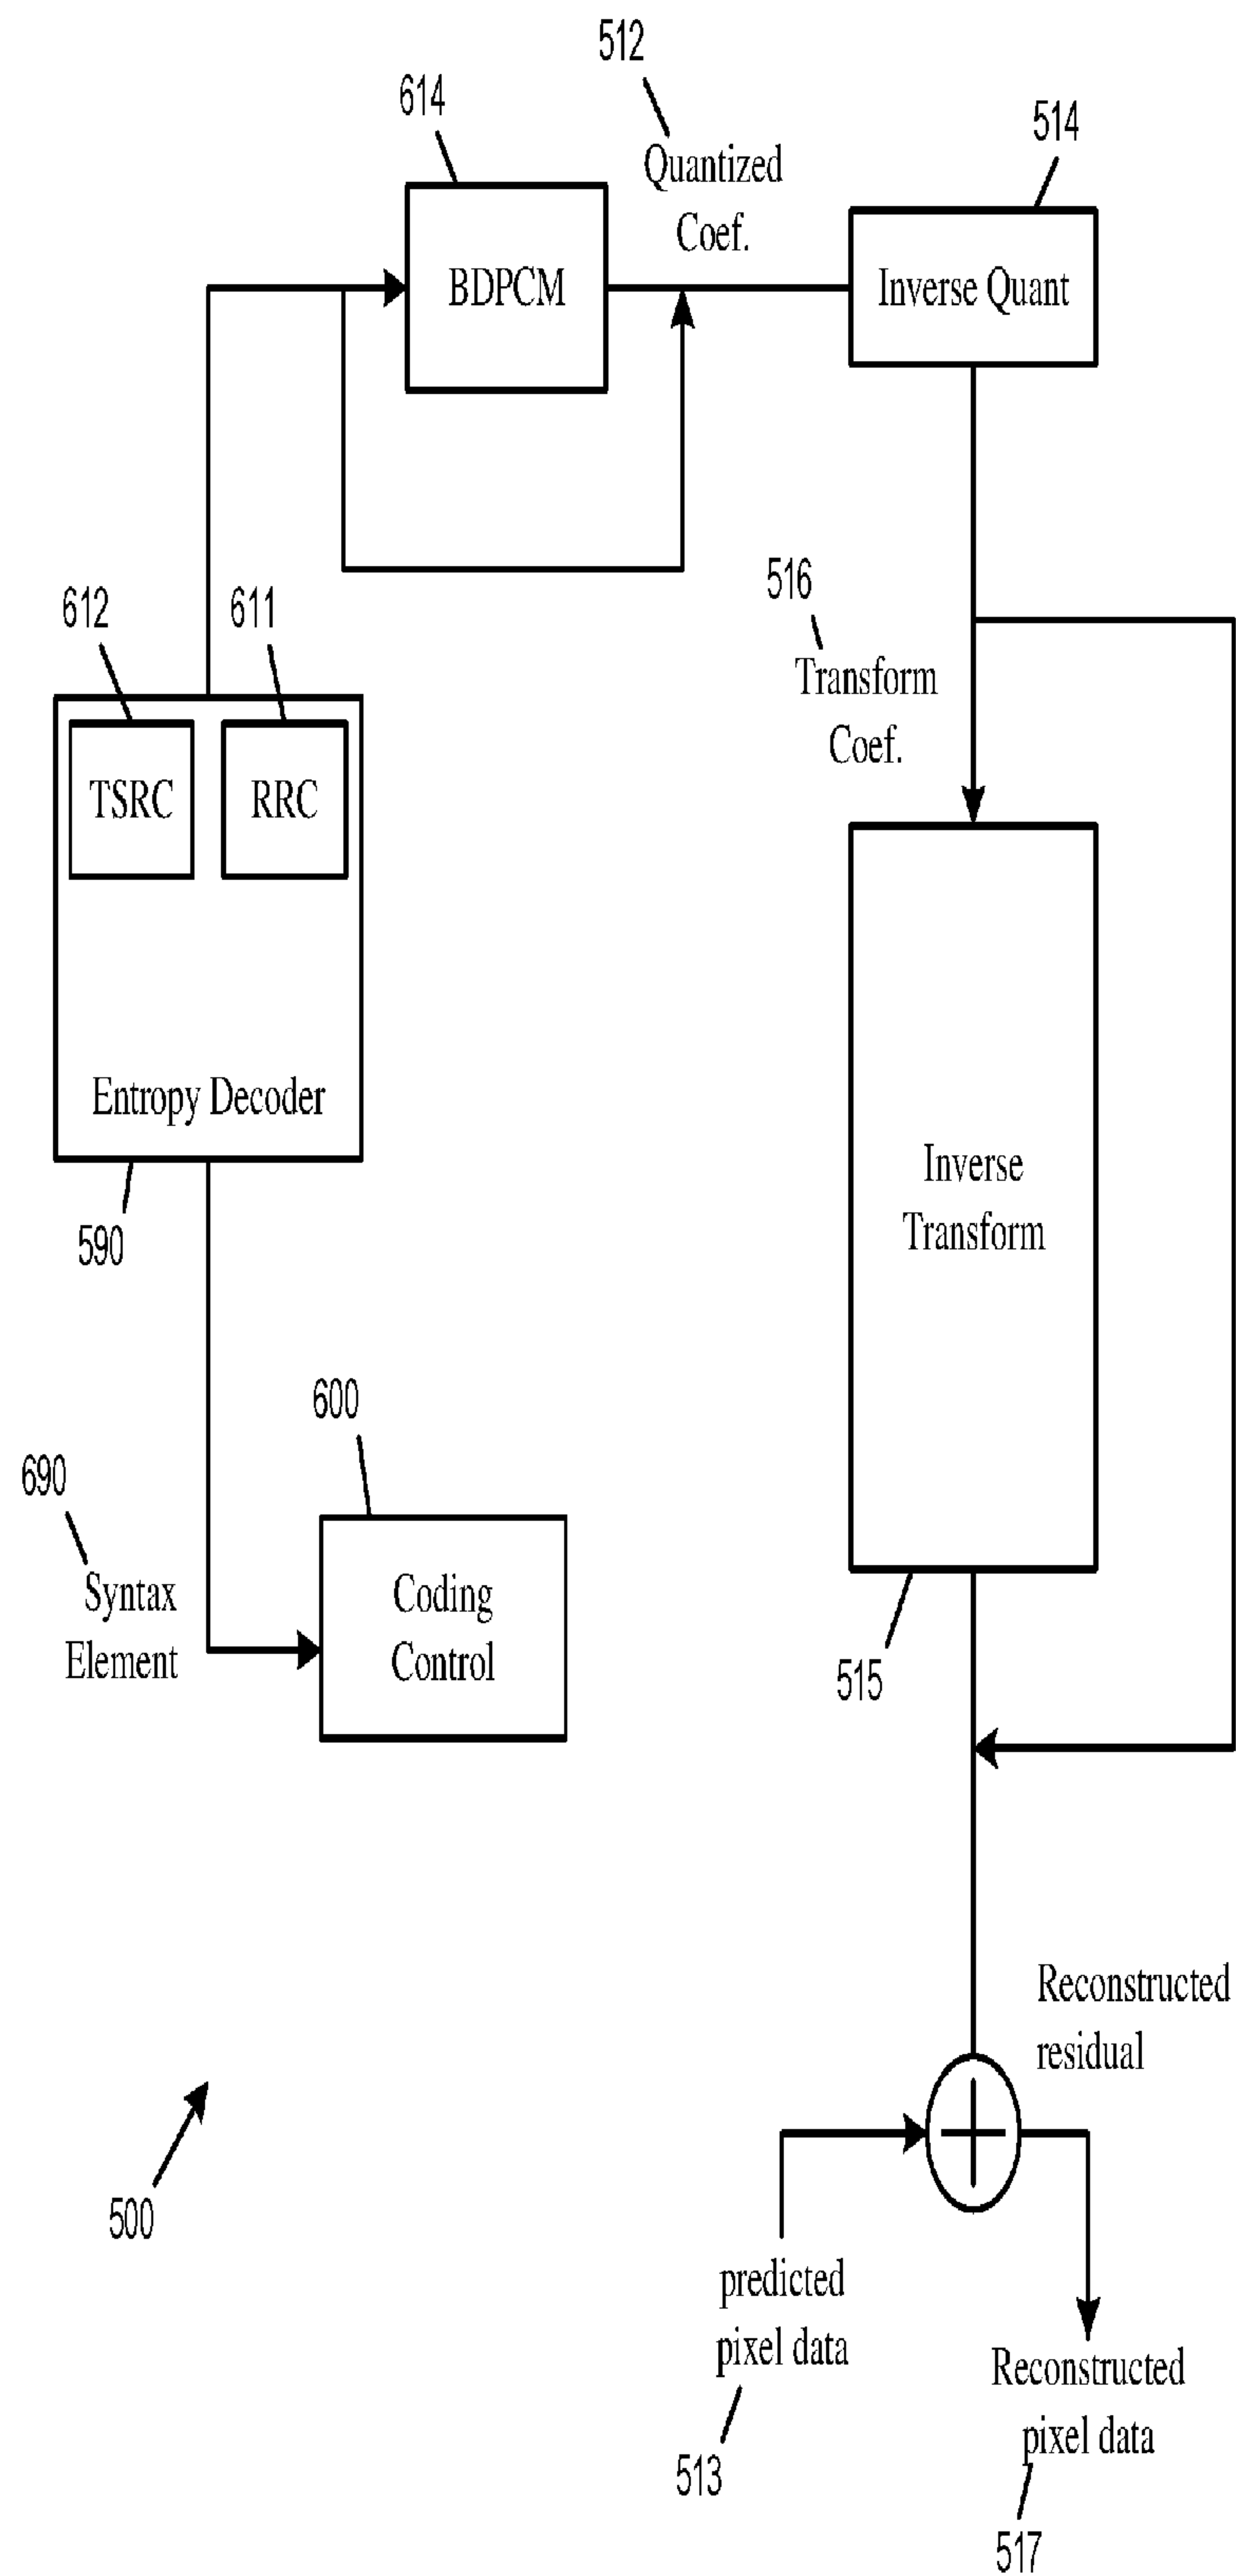 512
614
514
Quantized
Coef.
BDPCM
Inverse Quant
516
612
611
Transform
Coef.
TSRC
RRC
Entropy Decoder
Inverse
Transform
590
600
690
Syntax
Element
Coding
Control
515
Reconstructed
residual
500
predicted
pixel data
Reconstructed
pixel data
513
517